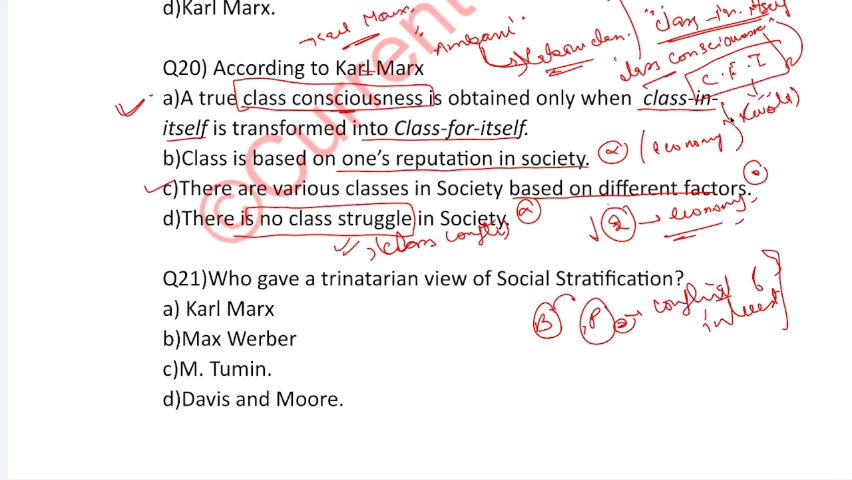 d)Karl Marx.
Karl Marx.
"Ambani"
"class-in-itself
class consciousness"
C.F.I
Q20) According to Karl Marx
a)A true class consciousness is obtained only when class-in-
itself is transformed into Class-for-itself.
b)Class is based on one's reputation in society. (economy)
c)There are various classes in Society based on different factors.
d)There is no class struggle in Society.
2 → economy
Q21)Who gave a trinatarian view of Social Stratification?
a) Karl Marx
B P → conflict
interest
b)Max Werber
c)M. Tumin.
d)Davis and Moore.
©Current